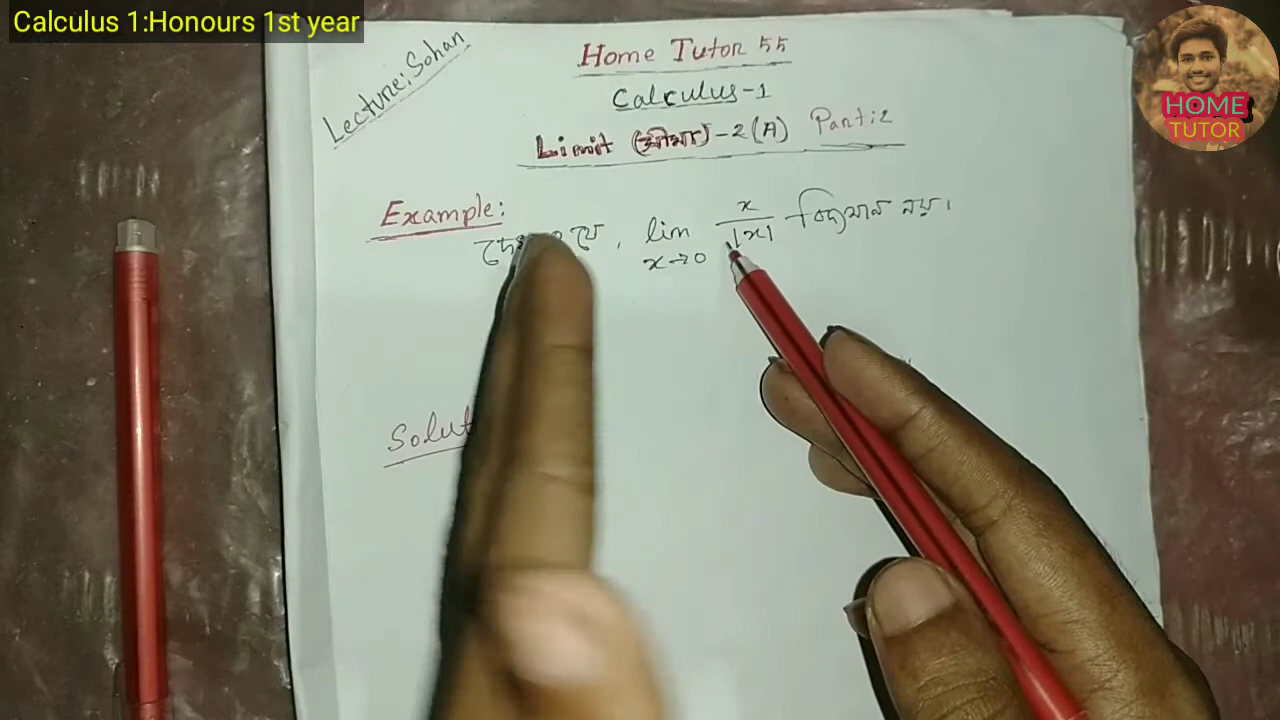 Calculus 1:Honours 1st year
Lecture: Sohan
Home Tutor 55
Calculus-1
Limit (সীমা)-2(A) Part:2
Example:
যে, lim x→0 x/|x| বিদ্যমান নয়।
HOME
TUTOR